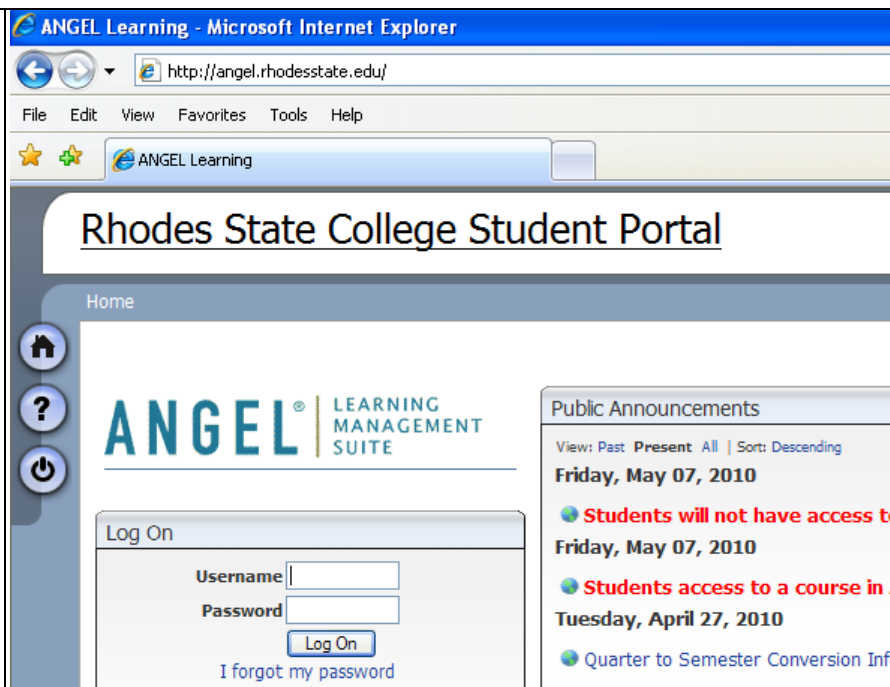 ANGEL Learning - Microsoft Internet Explorer
http://angel.rhodesstate.edu/
File Edit View Favorites Tools Help
ANGEL Learning
Rhodes State College Student Portal
Home
?
ANGEL® LEARNING
MANAGEMENT
SUITE
Log On
Username
Password
Log On
I forgot my password
Public Announcements
View: Past Present All | Sort: Descending
Friday, May 07, 2010
Students will not have access
Friday, May 07, 2010
Students access to a course in
Tuesday, April 27, 2010
Quarter to Semester Conversion